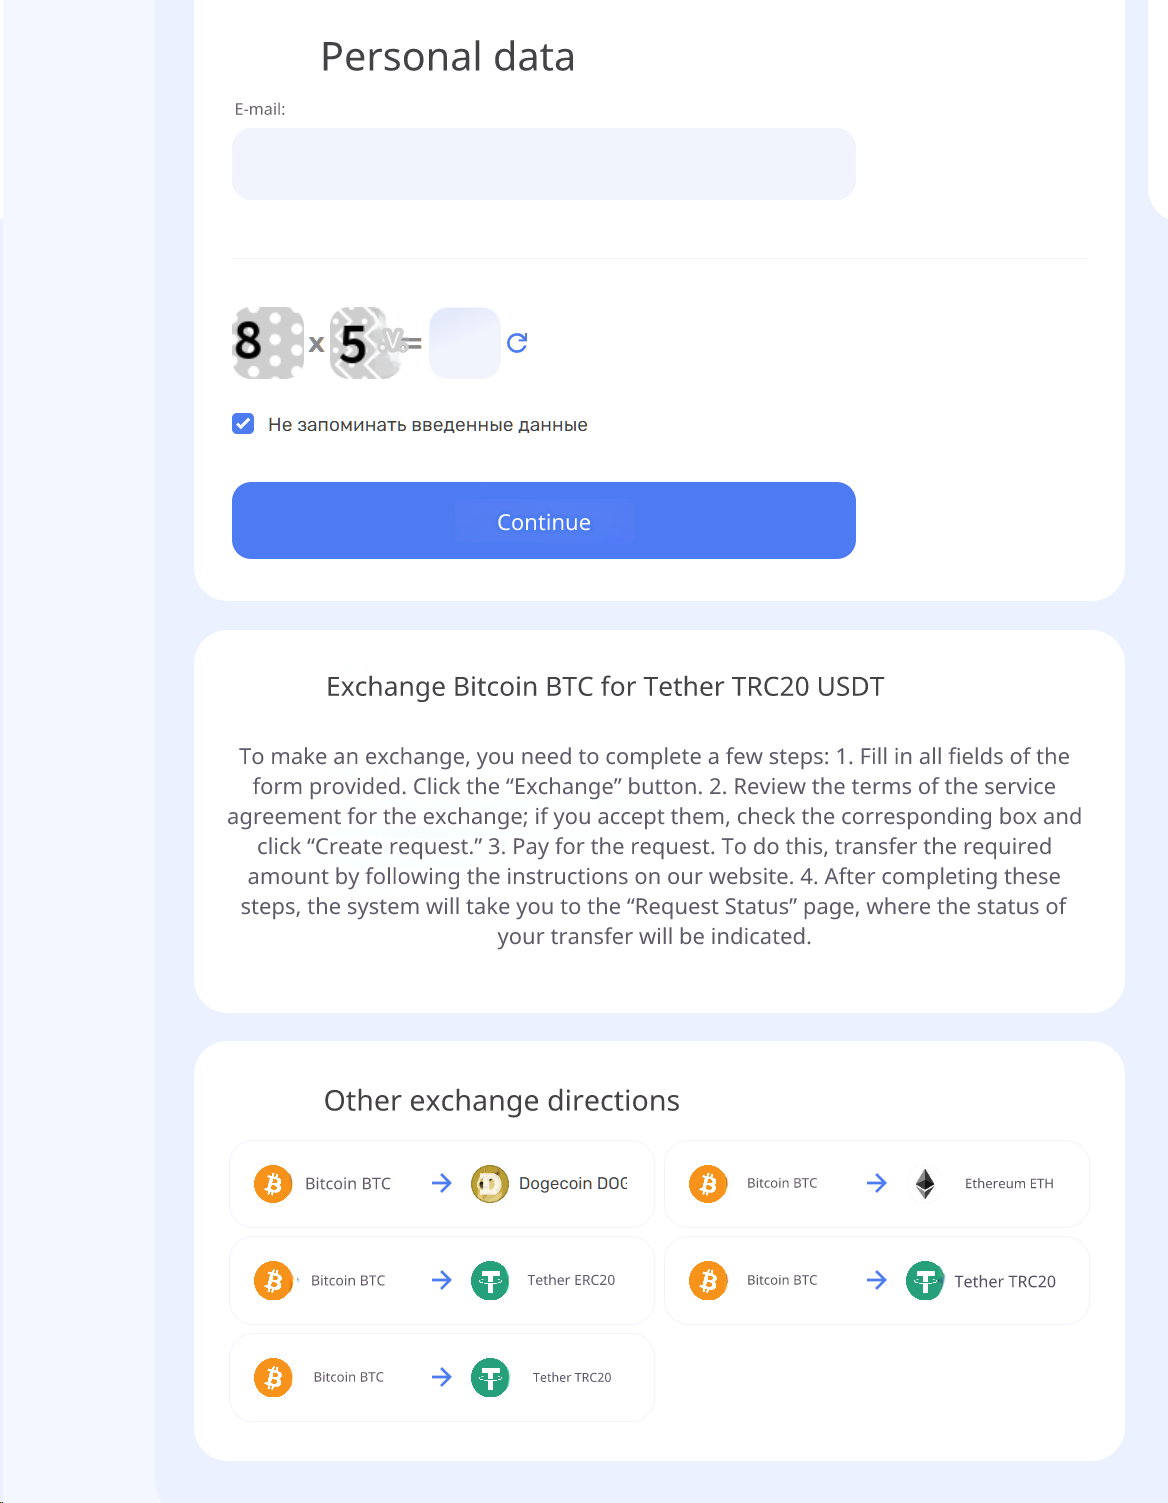 Personal data
E-mail:
8 x 5 =
Не запоминать введенные данные
Continue
Exchange Bitcoin BTC for Tether TRC20 USDT
To make an exchange, you need to complete a few steps: 1. Fill in all fields of the
form provided. Click the “Exchange” button. 2. Review the terms of the service
agreement for the exchange; if you accept them, check the corresponding box and
click “Create request.” 3. Pay for the request. To do this, transfer the required
amount by following the instructions on our website. 4. After completing these
steps, the system will take you to the “Request Status” page, where the status of
your transfer will be indicated.
Other exchange directions
Bitcoin BTC → Dogecoin DOG
Bitcoin BTC → Ethereum ETH
Bitcoin BTC → Tether ERC20
Bitcoin BTC → Tether TRC20
Bitcoin BTC → Tether TRC20